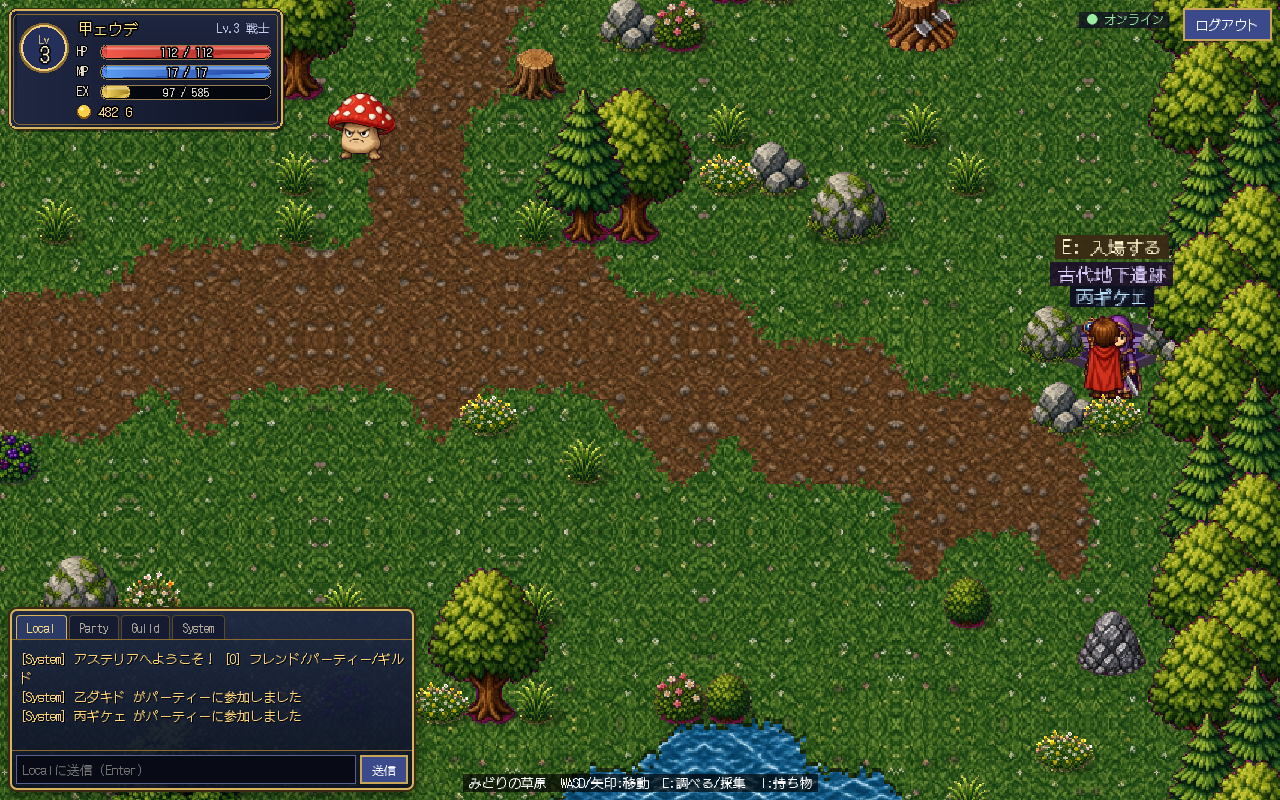 Lv
3
甲ェウデ
Lv.3 戦士
HP 112 / 112
MP 17 / 17
EX 97 / 585
482 G
オンライン
ログアウト
E: 入場する
古代地下遺跡
丙ギケェ
Local Party Guild System
[System] アステリアへようこそ！ [O] フレンド/パーティー/ギル
ド
[System] 乙ダキド がパーティーに参加しました
[System] 丙ギケェ がパーティーに参加しました
Localに送信 (Enter)
送信
みどりの草原 WASD/矢印:移動 E:調べる/採集 I:持ち物